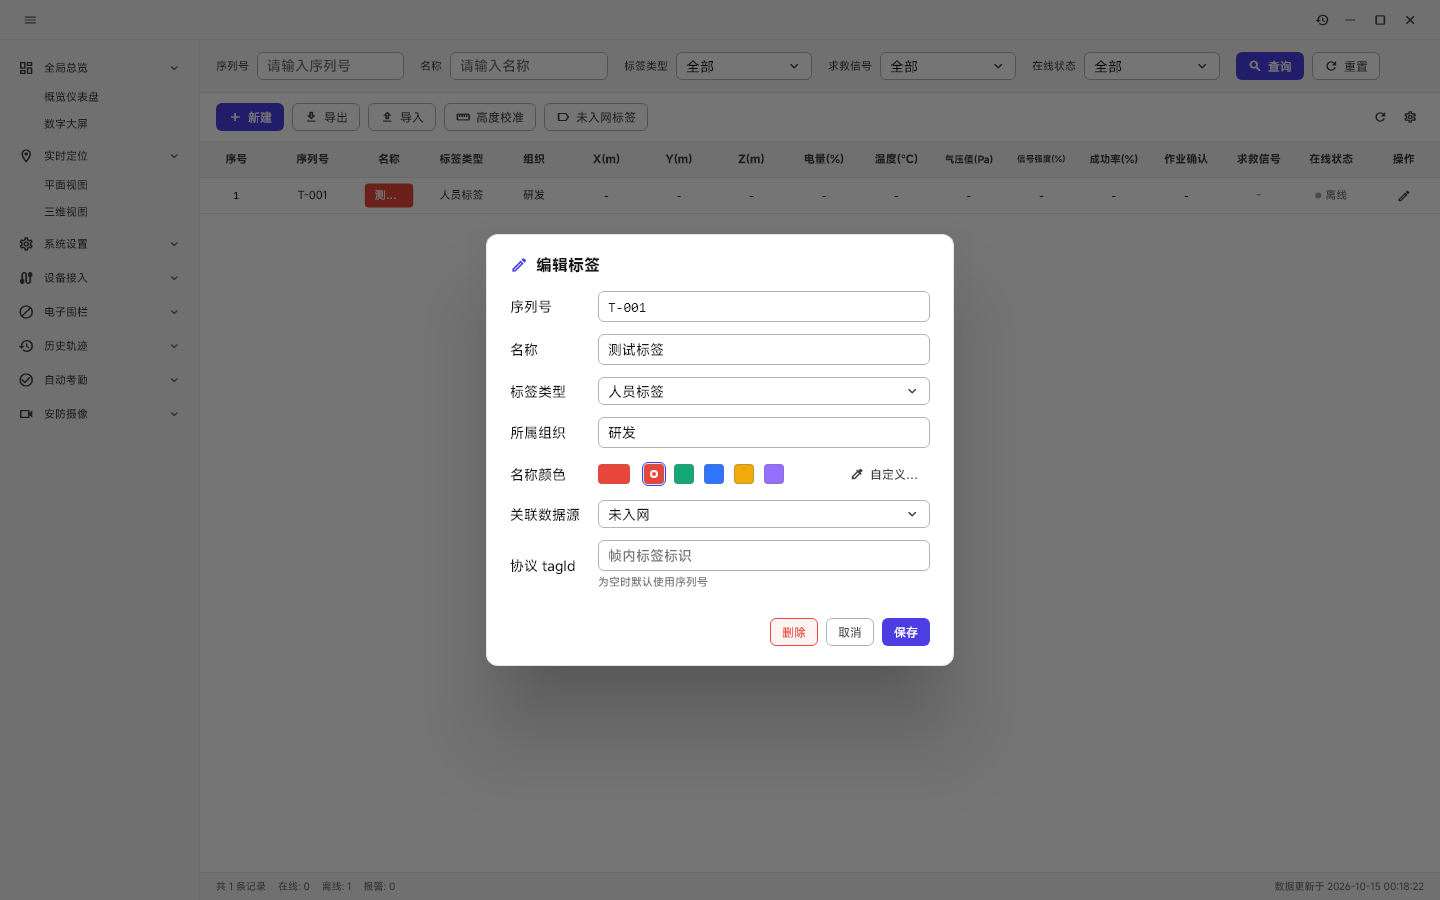 序列号 请输入序列号 名称 请输入名称 标签类型 全部 求救信号 全部 在线状态 全部 查询 重置
全局总览
概览仪表盘
数字大屏
实时定位
平面视图
三维视图
系统设置
设备接入
电子围栏
历史轨迹
自动考勤
安防摄像
新建 导出 导入 高度校准 未入网标签
序号 序列号 名称 标签类型 组织 X(m) Y(m) Z(m) 电量(%) 温度(°C) 气压值(Pa) 信号强度(%) 成功率(%) 作业确认 求救信号 在线状态 操作
1 T-001 测... 人员标签 研发 - - - - - - - - - - 离线
编辑标签
序列号 T-001
名称 测试标签
标签类型 人员标签
所属组织 研发
名称颜色 自定义...
关联数据源 未入网
协议 tagId 帧内标签标识
为空时默认使用序列号
删除 取消 保存
共 1 条记录 在线: 0 离线: 1 报警: 0 数据更新于 2026-10-15 00:18:22